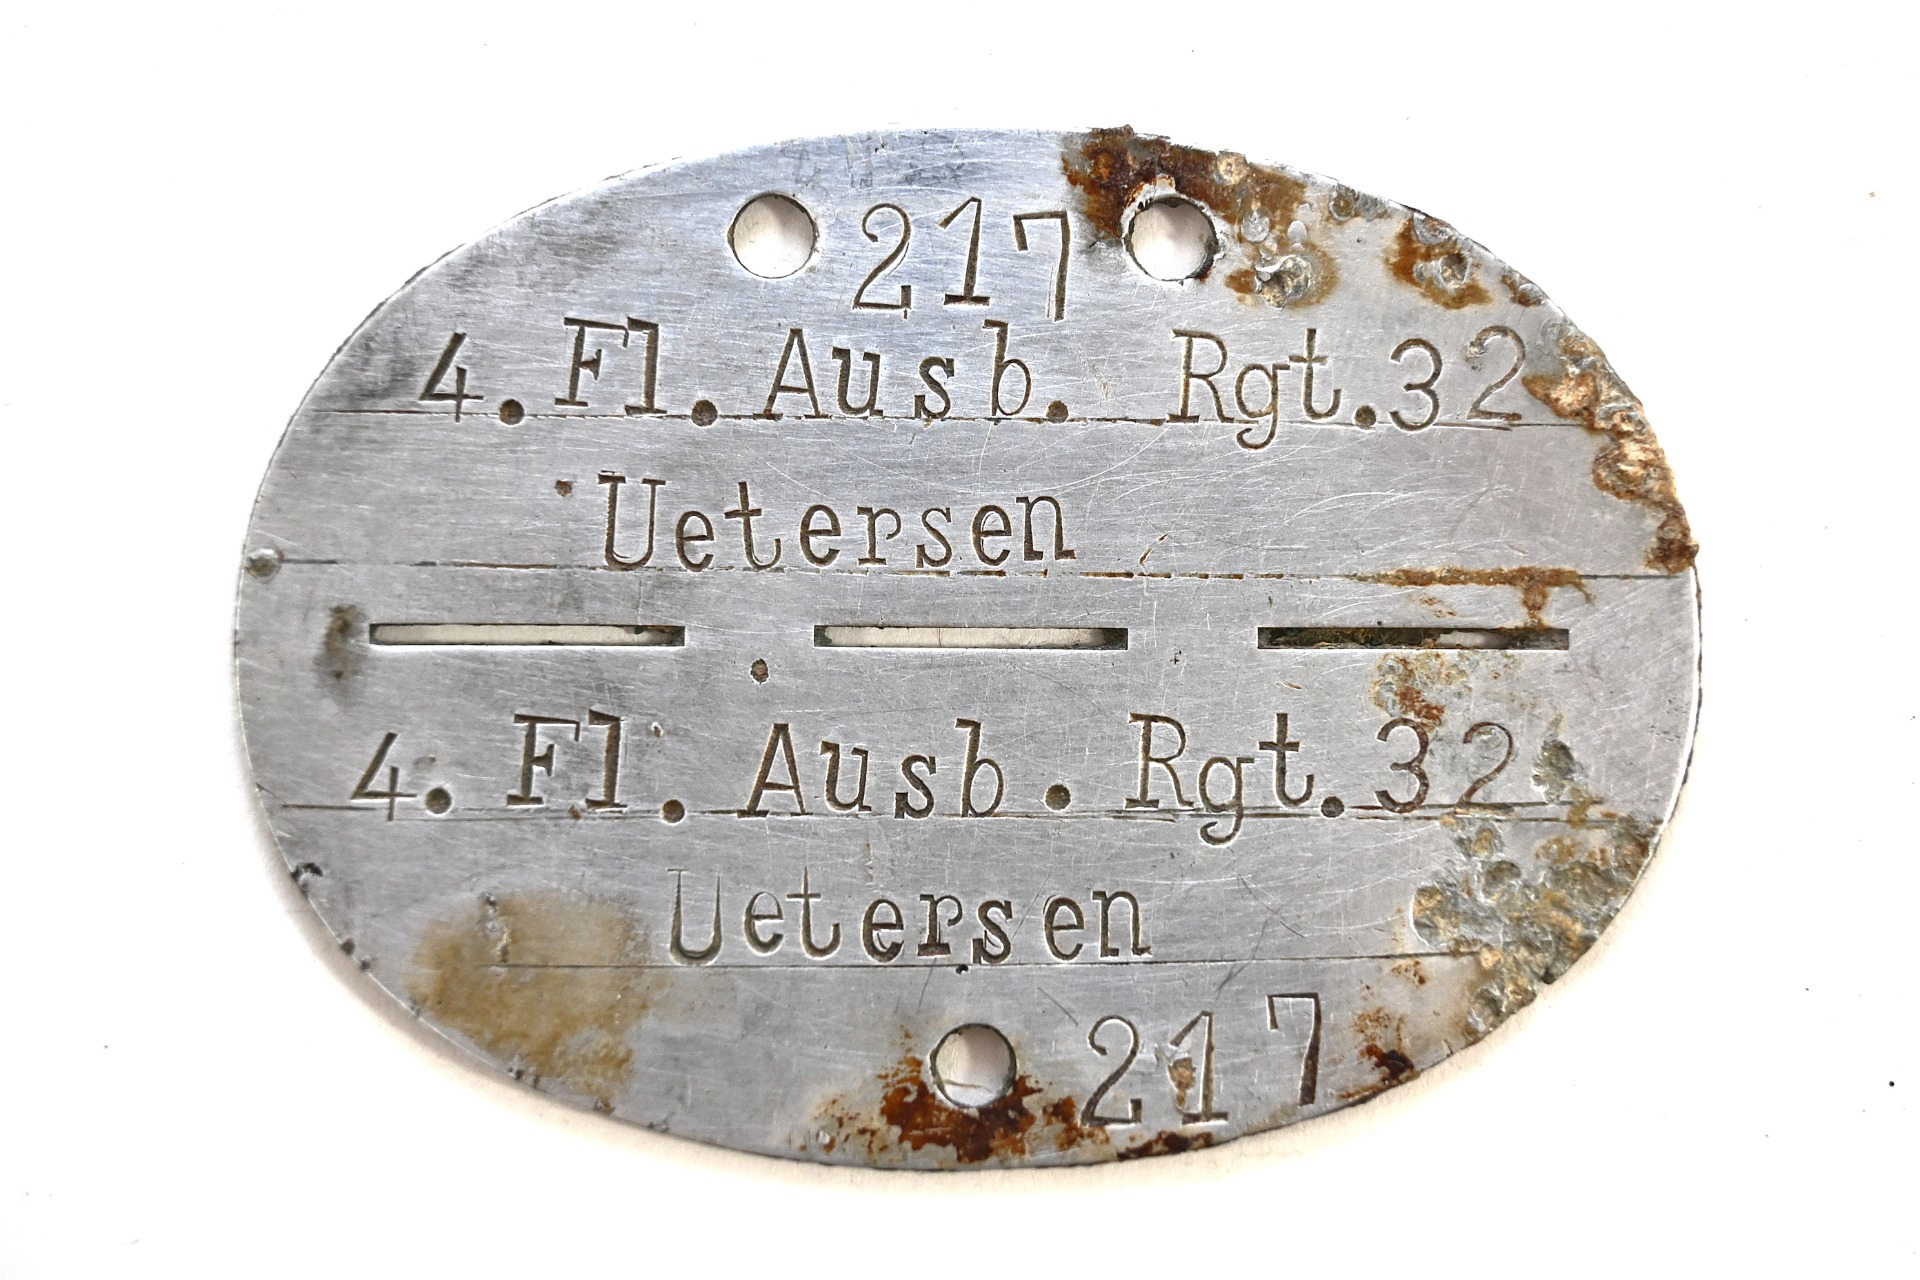 217
4. Fl. Ausb. Rgt. 32
Uetersen
4. Fl. Ausb. Rgt. 32
Uetersen
217